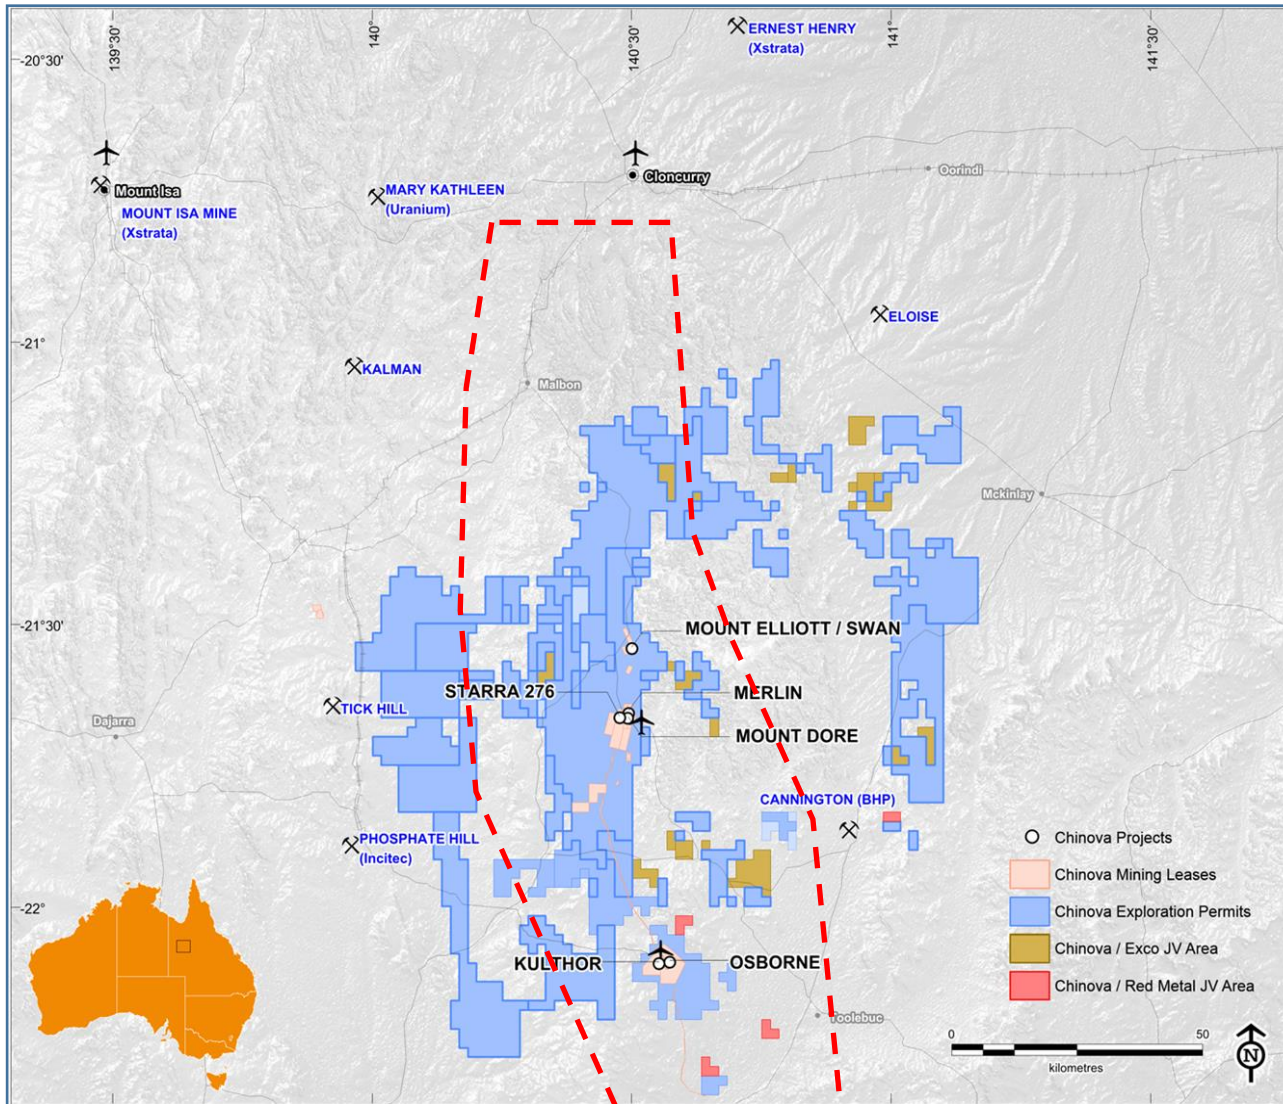 139°30'
140°
140°30'
141°
141°30'
ERNEST HENRY
(Xstrata)
-20°30'
Mount Isa
MOUNT ISA MINE
(Xstrata)
MARY KATHLEEN
(Uranium)
Cloncurry
Oorindi
ELOISE
-21°
KALMAN
Malbon
Mckinlay
-21°30'
MOUNT ELLIOTT / SWAN
STARRA 276
MERLIN
TICK HILL
Dajarra
MOUNT DORE
CANNINGTON (BHP)
PHOSPHATE HILL
(Incitec)
-22°
KULTHOR
OSBORNE
Toolebuc
Chinova Projects
Chinova Mining Leases
Chinova Exploration Permits
Chinova / Exco JV Area
Chinova / Red Metal JV Area
0
50
kilometres
N